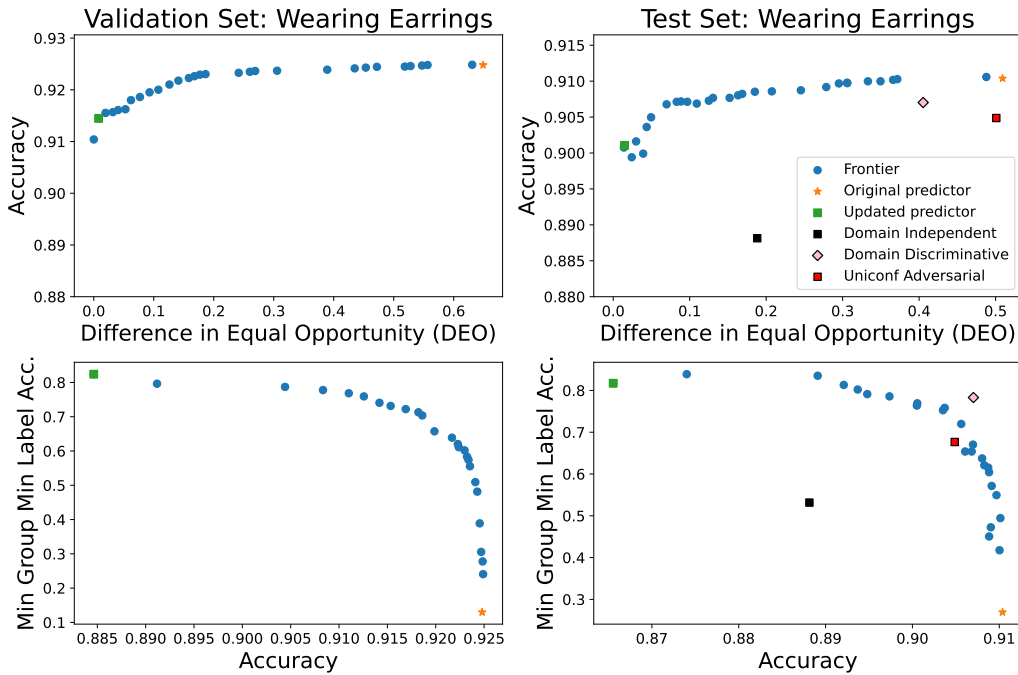 Validation Set: Wearing Earrings
0.93
0.92
0.91
0.90
0.89
0.88
Accuracy
0.0 0.1 0.2 0.3 0.4 0.5 0.6
Difference in Equal Opportunity (DEO)
Test Set: Wearing Earrings
0.915
0.910
0.905
0.900
0.895
0.890
0.885
0.880
Accuracy
Frontier
Original predictor
Updated predictor
Domain Independent
Domain Discriminative
Uniconf Adversarial
0.0 0.1 0.2 0.3 0.4 0.5
Difference in Equal Opportunity (DEO)
0.8
0.7
0.6
0.5
0.4
0.3
0.2
0.1
Min Group Min Label Acc.
0.885 0.890 0.895 0.900 0.905 0.910 0.915 0.920 0.925
Accuracy
0.8
0.7
0.6
0.5
0.4
0.3
Min Group Min Label Acc.
0.87 0.88 0.89 0.90 0.91
Accuracy